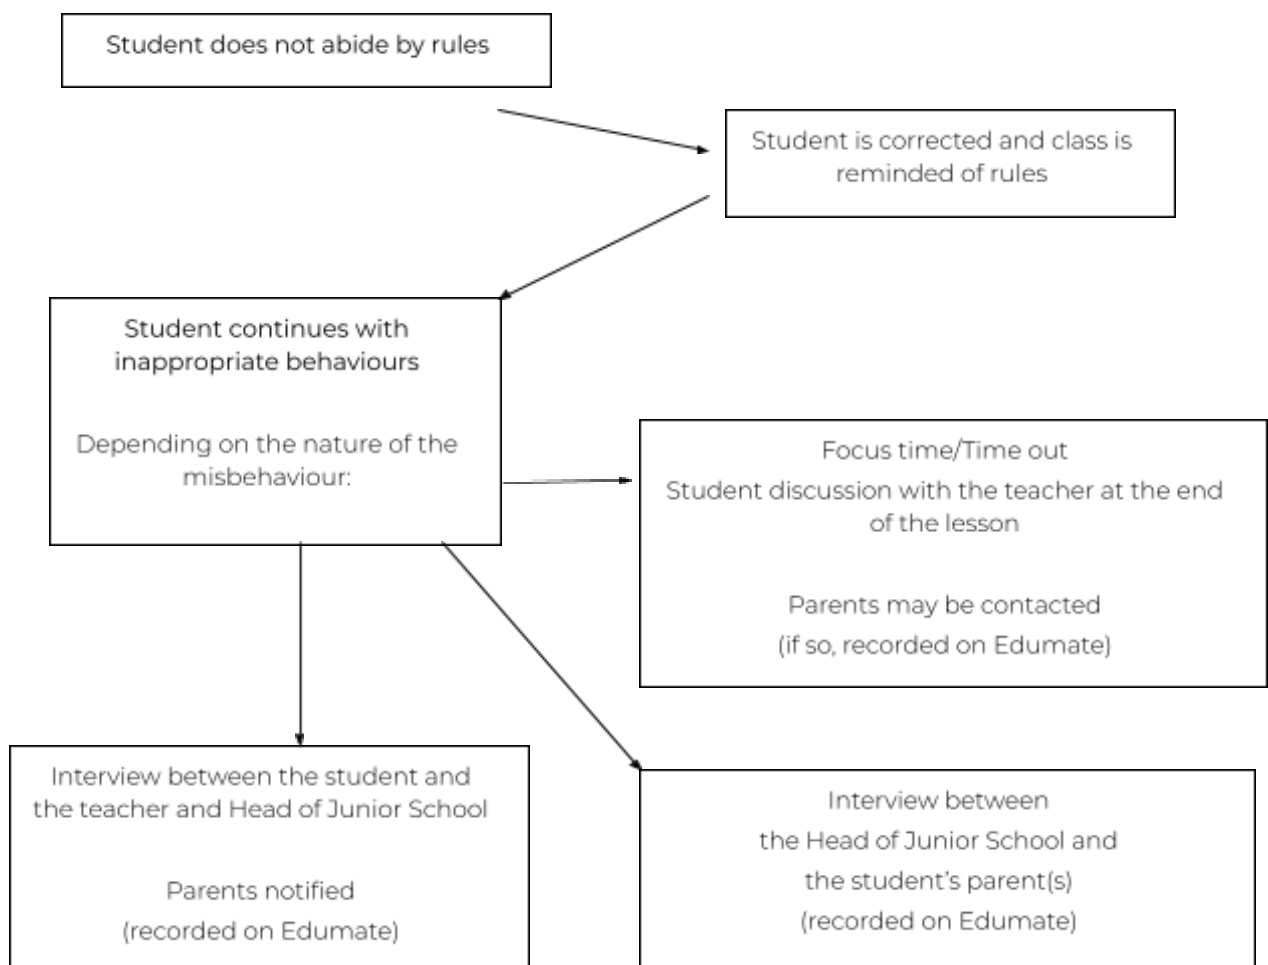 Student does not abide by rules
Student is corrected and class is
reminded of rules
Student continues with
inappropriate behaviours
Depending on the nature of the
misbehaviour:
Focus time/Time out
Student discussion with the teacher at the end
of the lesson
Parents may be contacted
(if so, recorded on Edumate)
Interview between the student and
the teacher and Head of Junior School
Parents notified
(recorded on Edumate)
Interview between
the Head of Junior School and
the student's parent(s)
(recorded on Edumate)